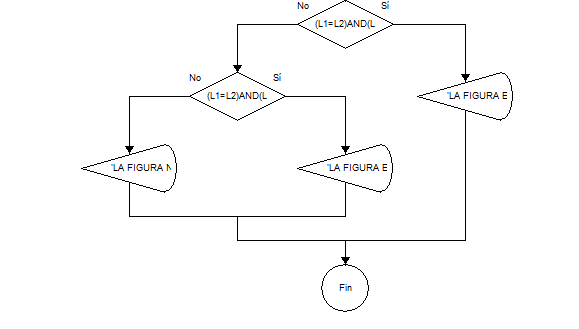 No
Sí
(L1=L2)AND(L
No
Sí
(L1=L2)AND(L
'LA FIGURA E
'LA FIGURA N
'LA FIGURA E
Fin